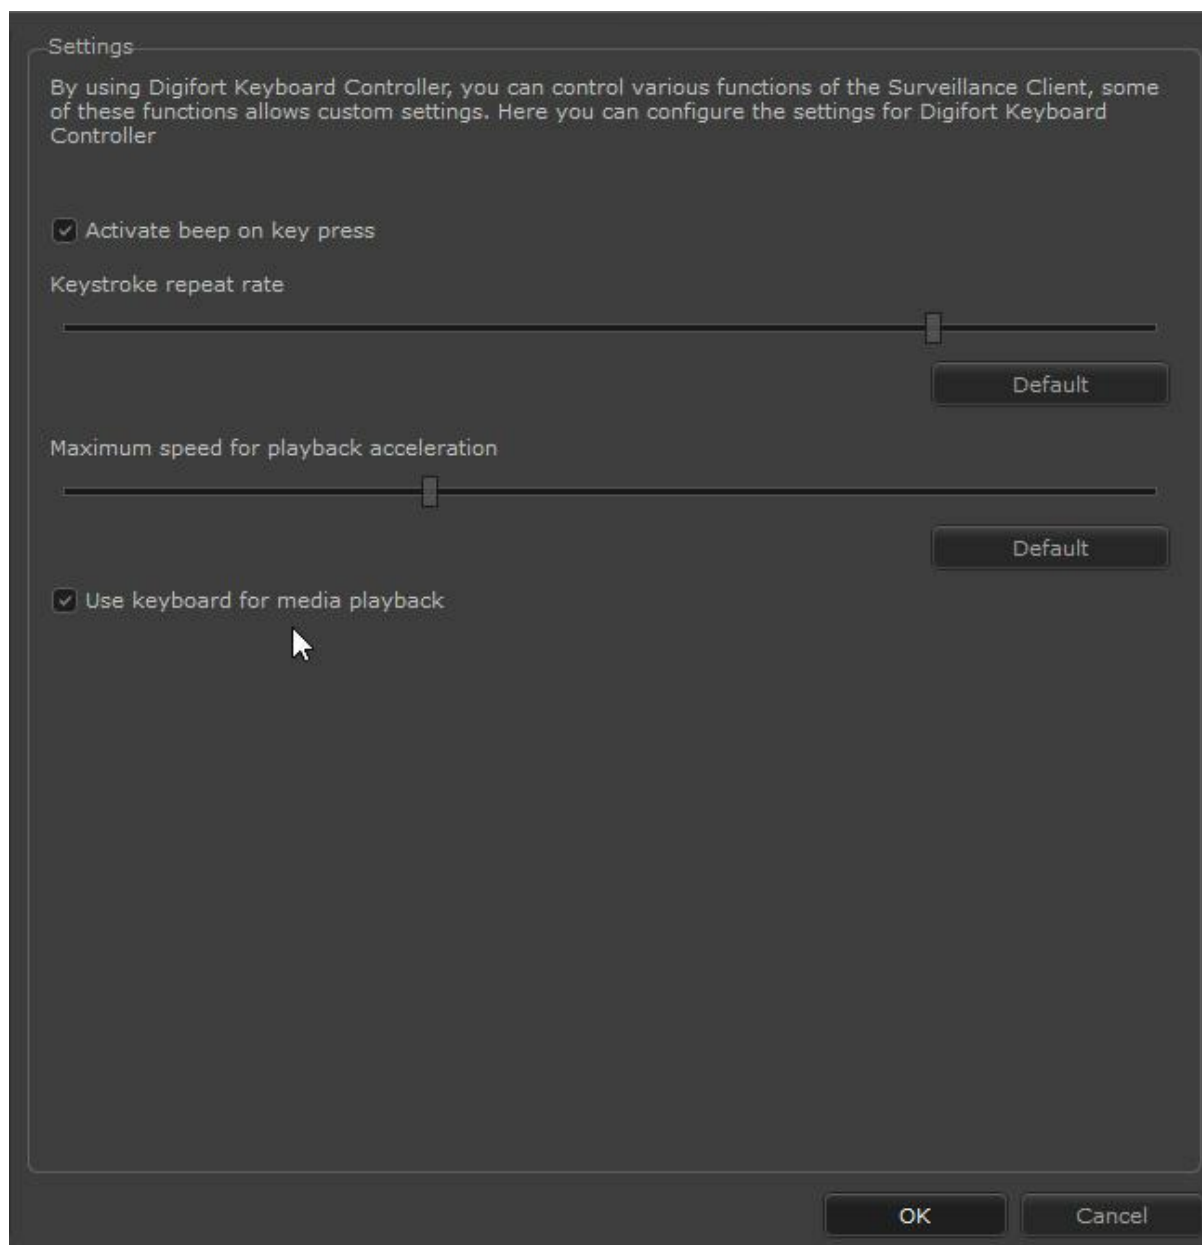 Settings
By using Digifort Keyboard Controller, you can control various functions of the Surveillance Client, some
of these functions allows custom settings. Here you can configure the settings for Digifort Keyboard
Controller
Activate beep on key press
Keystroke repeat rate
Default
Maximum speed for playback acceleration
Default
Use keyboard for media playback
OK
Cancel